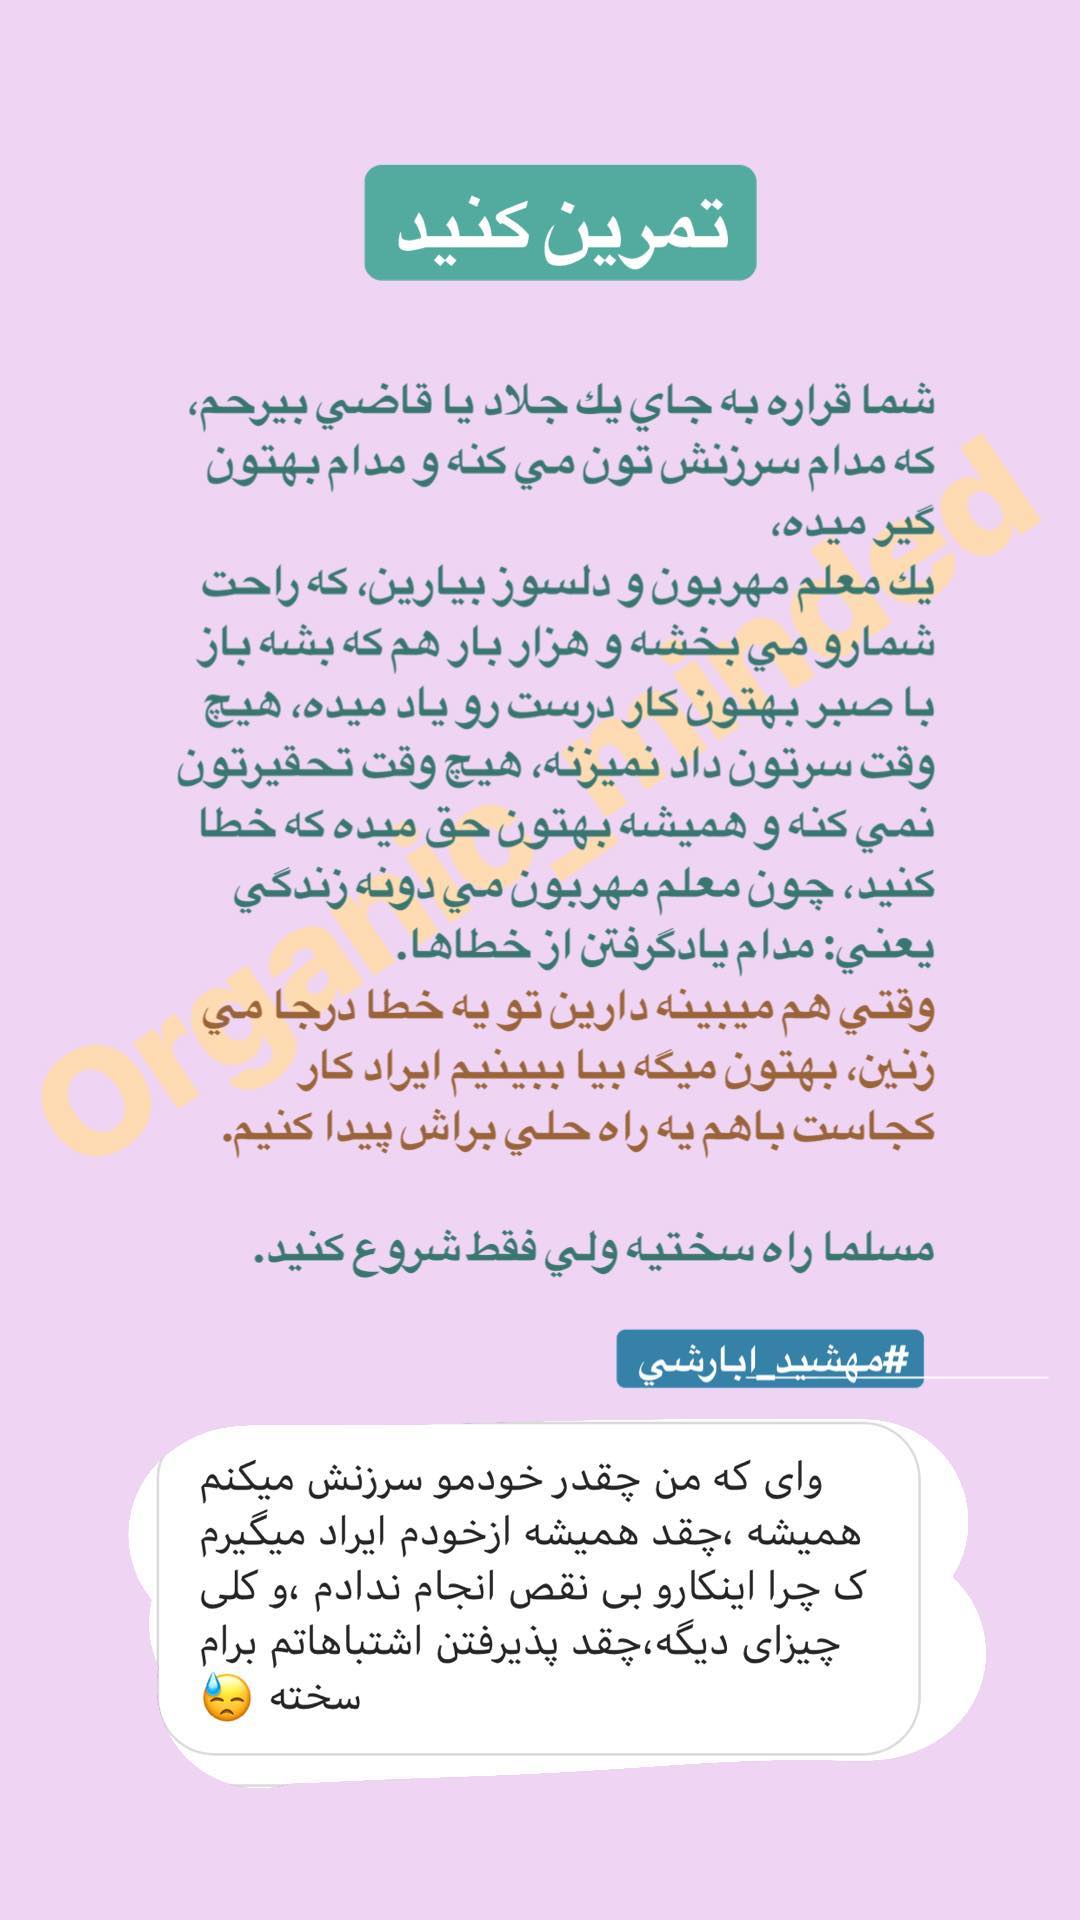 تمرين كنيد
شما قراره به جاي يك جلاد يا قاضي بيرحم،
كه مدام سرزنش تون مي كنه و مدام بهتون
گير ميده،
يك معلم مهربون و دلسوز بيارين، كه راحت
شمارو مي بخشه و هزار بار هم كه بشه باز
با صبر بهتون كار درست رو ياد ميده، هيچ
وقت سرتون داد نميزنه، هيچ وقت تحقيرتون
نمي كنه و هميشه بهتون حق ميده كه خطا
كنيد، چون معلم مهربون مي دونه زندگي
يعني: مدام يادگرفتن از خطاها.
وقتي هم ميبينه دارين تو يه خطا درجا مي
زنين، بهتون ميگه بيا ببينيم ايراد كار
كجاست باهم يه راه حلي براش پيدا كنيم.
مسلما راه سختيه ولي فقط شروع كنيد.
#مهشيد_ابارشي
وای که من چقدر خودمو سرزنش میکنم
همیشه ،چقد همیشه ازخودم ایراد میگیرم
ک چرا اینکارو بی نقص انجام ندادم ،و کلی
چیزای دیگه،چقد پذیرفتن اشتباهاتم برام
سخته 😓
Organic_minded